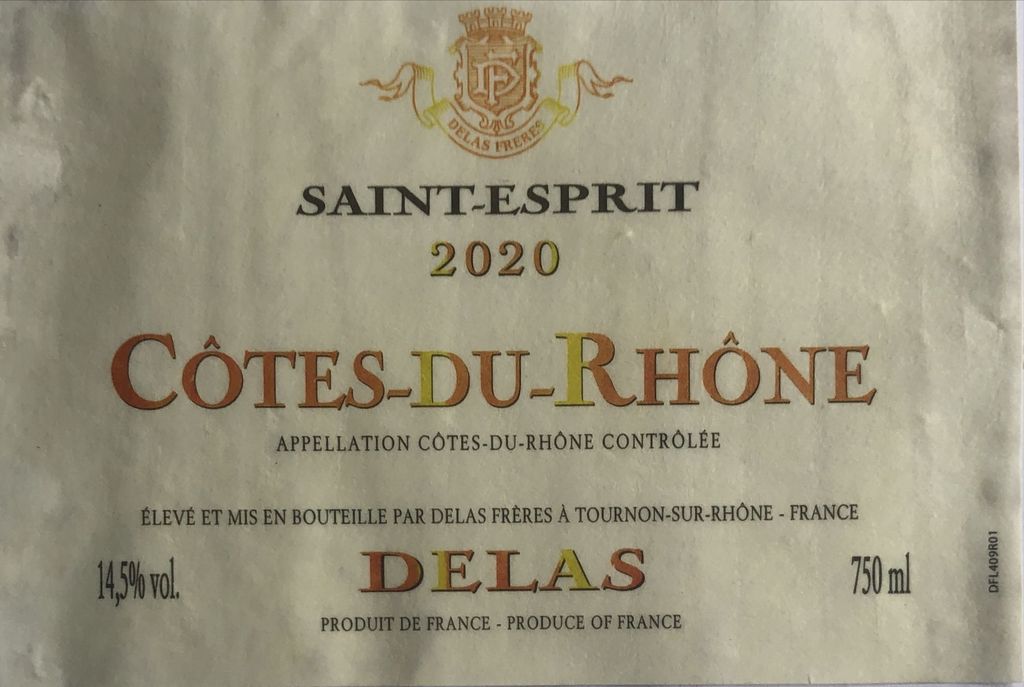 DELAS FRERES
SAINT-ESPRIT
2020
CÔTES-DU-RHÔNE
APPELLATION CÔTES-DU-RHÔNE CONTRÔLÉE
ÉLEVÉ ET MIS EN BOUTEILLE PAR DELAS FRÈRES À TOURNON-SUR-RHÔNE - FRANCE
14,5% vol.
DELAS
750 ml
PRODUIT DE FRANCE - PRODUCE OF FRANCE
DFL409R01